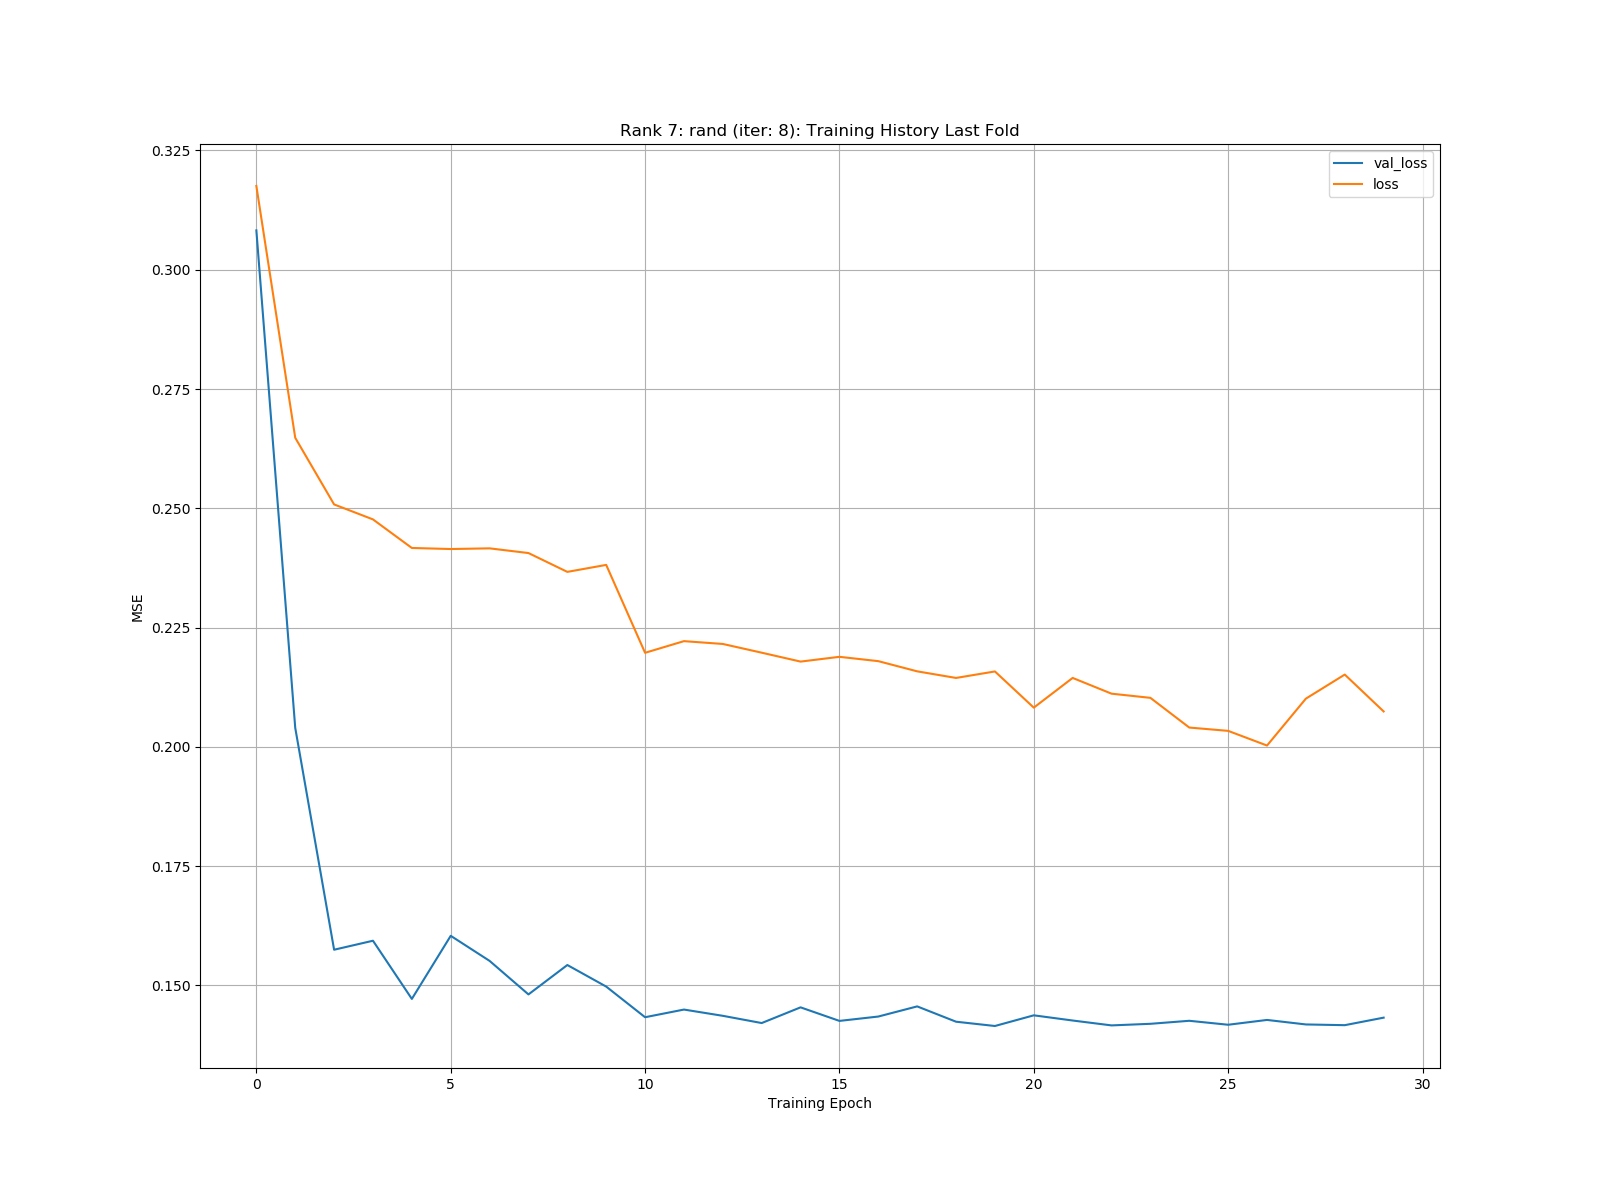 Rank 7: rand (iter: 8): Training History Last Fold
0.325
0.300
0.275
0.250
0.225
0.200
0.175
0.150
MSE
val_loss
loss
0 5 10 15 20 25 30
Training Epoch